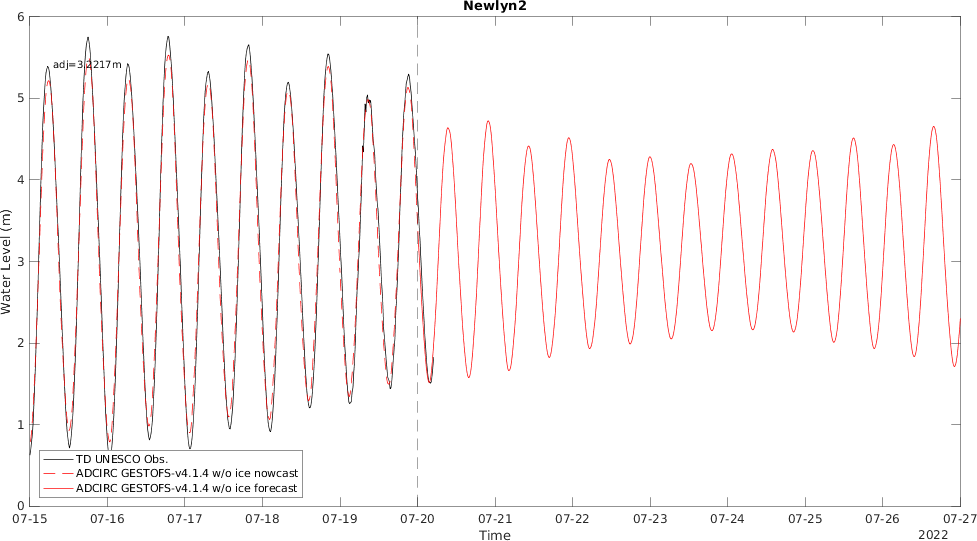 Newlyn2
6
adj=3.2217m
5
4
3
2
1
0
Water Level (m)
TD UNESCO Obs.
ADCIRC GESTOFS-v4.1.4 w/o ice nowcast
ADCIRC GESTOFS-v4.1.4 w/o ice forecast
07-15 07-16 07-17 07-18 07-19 07-20 07-21 07-22 07-23 07-24 07-25 07-26 07-27
Time
2022